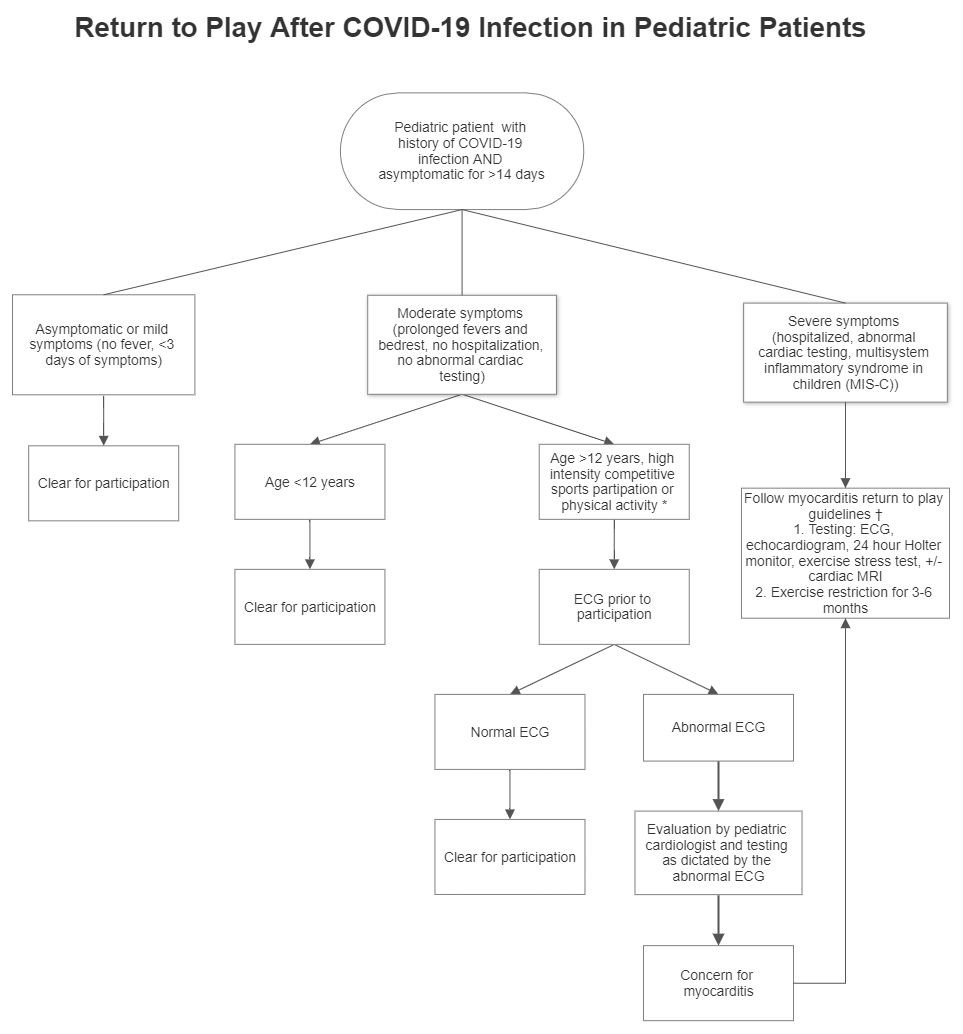 Return to Play After COVID-19 Infection in Pediatric Patients
Pediatric patient with
history of COVID-19
infection AND
asymptomatic for >14 days
Asymptomatic or mild
symptoms (no fever, <3
days of symptoms)
Moderate symptoms
(prolonged fevers and
bedrest, no hospitalization,
no abnormal cardiac
testing)
Severe symptoms
(hospitalized, abnormal
cardiac testing, multisystem
inflammatory syndrome in
children (MIS-C))
Clear for participation
Age <12 years
Age >12 years, high
intensity competitive
sports partipation or
physical activity *
Follow myocarditis return to play
guidelines †
1. Testing: ECG,
echocardiogram, 24 hour Holter
monitor, exercise stress test, +/-
cardiac MRI
2. Exercise restriction for 3-6
months
Clear for participation
ECG prior to
participation
Normal ECG
Abnormal ECG
Clear for participation
Evaluation by pediatric
cardiologist and testing
as dictated by the
abnormal ECG
Concern for
myocarditis